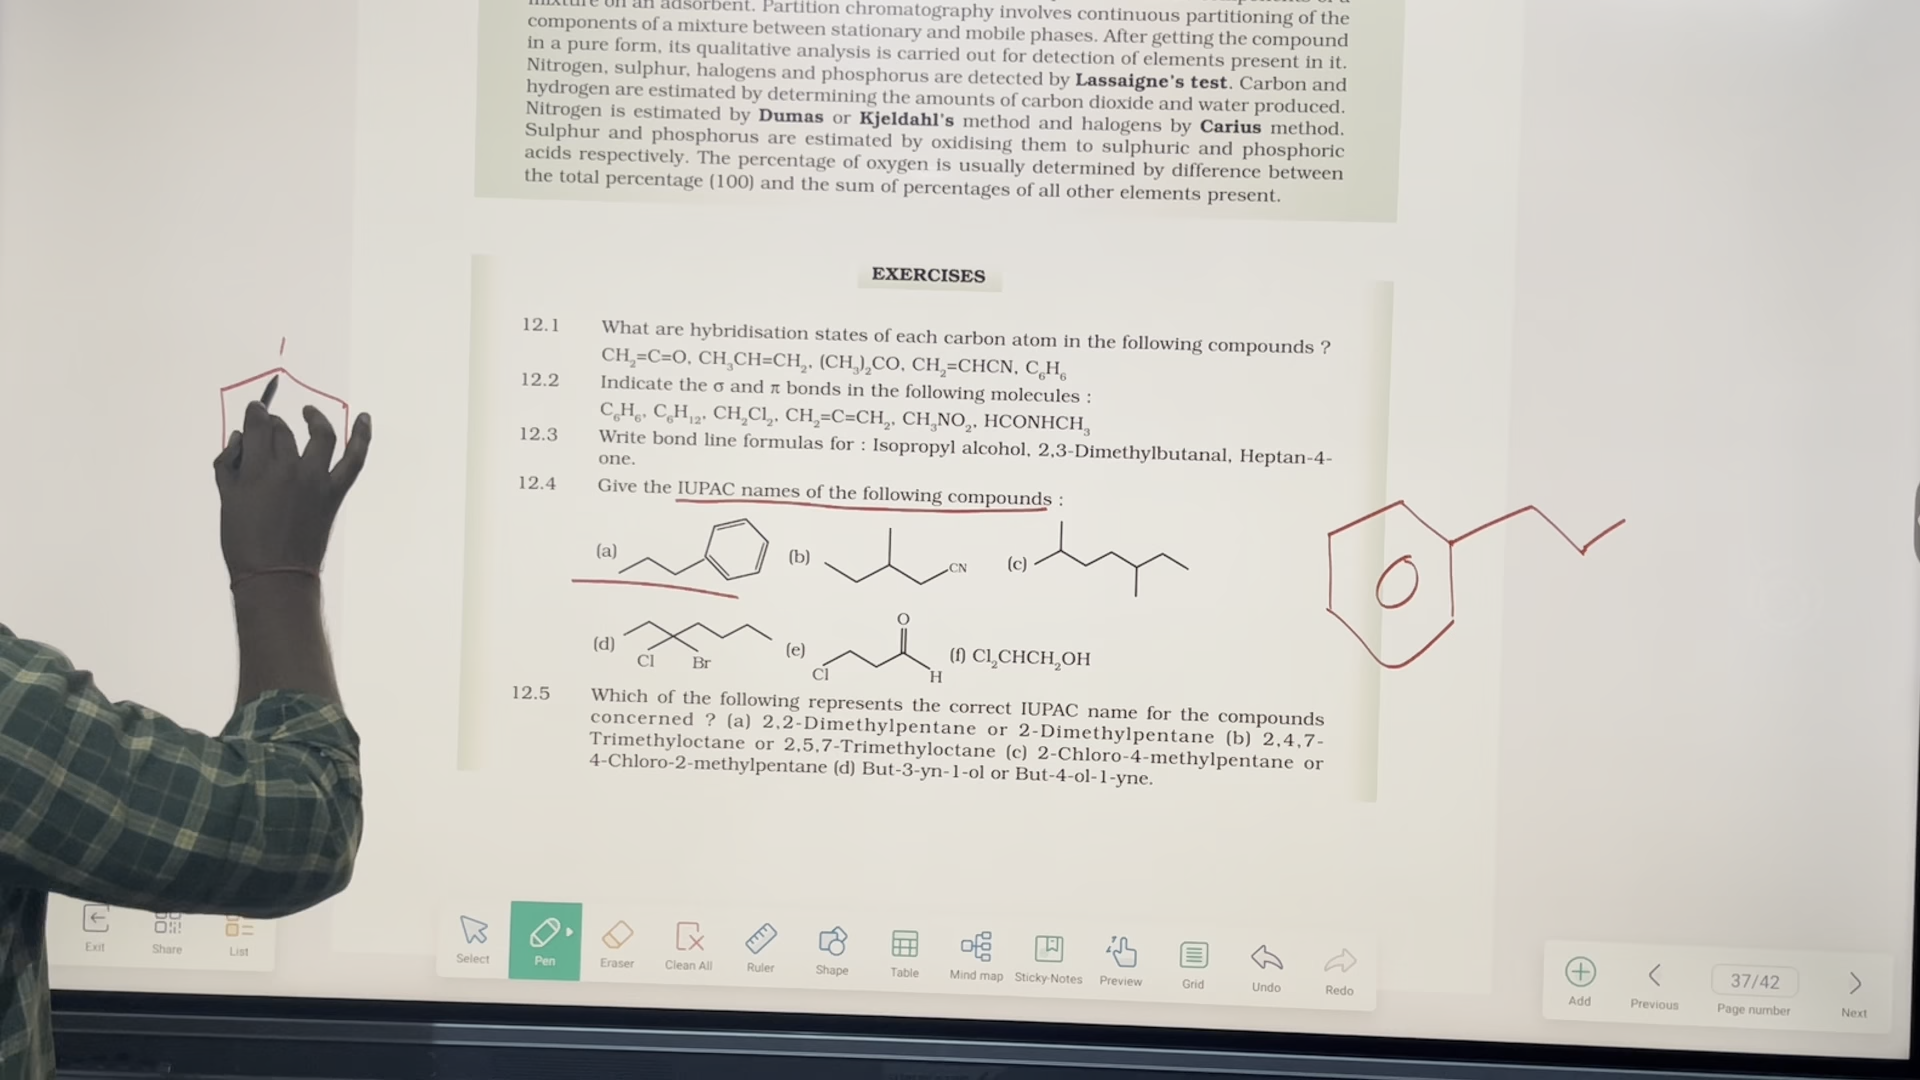 mixture on an adsorbent. Partition chromatography involves continuous partitioning of the
components of a mixture between stationary and mobile phases. After getting the compound
in a pure form, its qualitative analysis is carried out for detection of elements present in it.
Nitrogen, sulphur, halogens and phosphorus are detected by Lassaigne's test. Carbon and
hydrogen are estimated by determining the amounts of carbon dioxide and water produced.
Nitrogen is estimated by Dumas or Kjeldahl's method and halogens by Carius method.
Sulphur and phosphorus are estimated by oxidising them to sulphuric and phosphoric
acids respectively. The percentage of oxygen is usually determined by difference between
the total percentage (100) and the sum of percentages of all other elements present.
EXERCISES
12.1 What are hybridisation states of each carbon atom in the following compounds ?
CH₂=C=O, CH₃CH=CH₂, (CH₃)₂CO, CH₂=CHCN, C₆H₆
12.2 Indicate the σ and π bonds in the following molecules :
C₆H₆, C₆H₁₂, CH₂Cl₂, CH₂=C=CH₂, CH₃NO₂, HCONHCH₃
12.3 Write bond line formulas for : Isopropyl alcohol, 2,3-Dimethylbutanal, Heptan-4-
one.
12.4 Give the IUPAC names of the following compounds :
(a) (b) CN (c)
(d) Cl Br (e) Cl O H (f) Cl₂CHCH₂OH
12.5 Which of the following represents the correct IUPAC name for the compounds
concerned ? (a) 2,2-Dimethylpentane or 2-Dimethylpentane (b) 2,4,7-
Trimethyloctane or 2,5,7-Trimethyloctane (c) 2-Chloro-4-methylpentane or
4-Chloro-2-methylpentane (d) But-3-yn-1-ol or But-4-ol-1-yne.
Exit Share List
Select Pen Eraser Clean All Ruler Shape Table Mind map Sticky-Notes Preview Grid Undo Redo
Add Previous 37/42 Page number Next